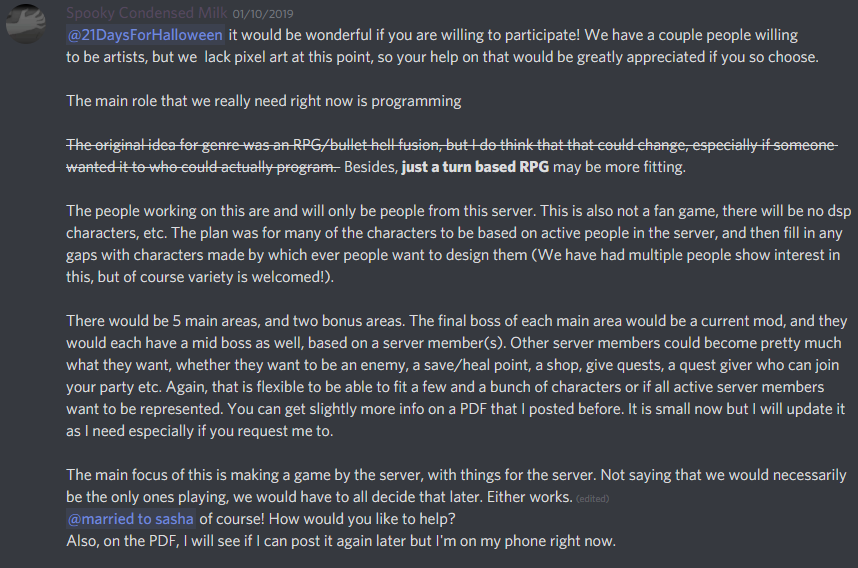 Spooky Condensed Milk 01/10/2019
@21DaysForHalloween it would be wonderful if you are willing to participate! We have a couple people willing
to be artists, but we lack pixel art at this point, so your help on that would be greatly appreciated if you so choose.
The main role that we really need right now is programming
The original idea for genre was an RPG/bullet hell fusion, but I do think that that could change, especially if someone
wanted it to who could actually program. Besides, just a turn based RPG may be more fitting.
The people working on this are and will only be people from this server. This is also not a fan game, there will be no dsp
characters, etc. The plan was for many of the characters to be based on active people in the server, and then fill in any
gaps with characters made by which ever people want to design them (We have had multiple people show interest in
this, but of course variety is welcomed!).
There would be 5 main areas, and two bonus areas. The final boss of each main area would be a current mod, and they
would each have a mid boss as well, based on a server member(s). Other server members could become pretty much
what they want, whether they want to be an enemy, a save/heal point, a shop, give quests, a quest giver who can join
your party etc. Again, that is flexible to be able to fit a few and a bunch of characters or if all active server members
want to be represented. You can get slightly more info on a PDF that I posted before. It is small now but I will update it
as I need especially if you request me to.
The main focus of this is making a game by the server, with things for the server. Not saying that we would necessarily
be the only ones playing, we would have to all decide that later. Either works. (edited)
@married to sasha of course! How would you like to help?
Also, on the PDF, I will see if I can post it again later but I'm on my phone right now.